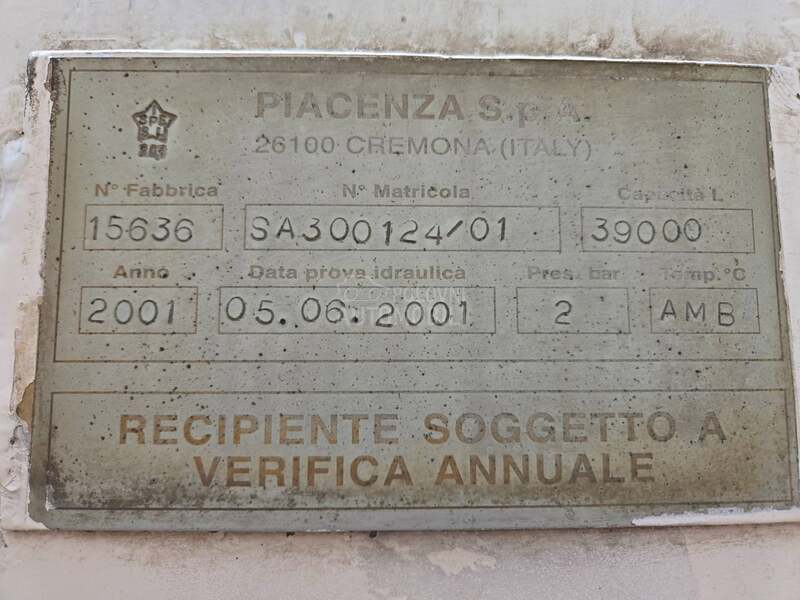 PIACENZA S.p.A.
26100 CREMONA (ITALY)
N° Fabbrica N° Matricola Capacità L
15636 SA300124/01 39000
Anno Data prova idraulica Pres. bar Temp. °C
2001 05.06.2001 2 AMB
RECIPIENTE SOGGETTO A
VERIFICA ANNUALE